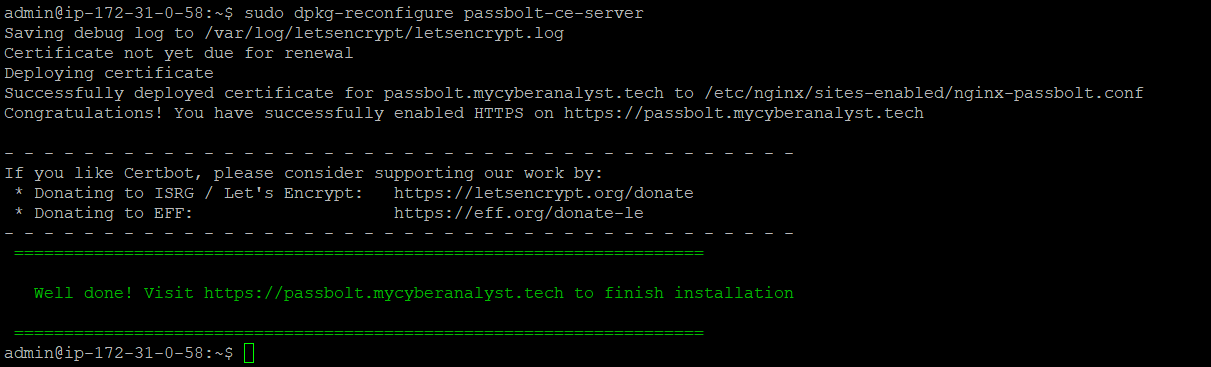 admin@ip-172-31-0-58:~$ sudo dpkg-reconfigure passbolt-ce-server
Saving debug log to /var/log/letsencrypt/letsencrypt.log
Certificate not yet due for renewal
Deploying certificate
Successfully deployed certificate for passbolt.mycyberanalyst.tech to /etc/nginx/sites-enabled/nginx-passbolt.conf
Congratulations! You have successfully enabled HTTPS on https://passbolt.mycyberanalyst.tech
- - - - - - - - - - - - - - - - - - - - - - - - - - - - - - - - - - - - - - - -
If you like Certbot, please consider supporting our work by:
 * Donating to ISRG / Let's Encrypt:   https://letsencrypt.org/donate
 * Donating to EFF:                    https://eff.org/donate-le
- - - - - - - - - - - - - - - - - - - - - - - - - - - - - - - - - - - - - - - -
 =====================================================================
   Well done! Visit https://passbolt.mycyberanalyst.tech to finish installation
 =====================================================================
admin@ip-172-31-0-58:~$